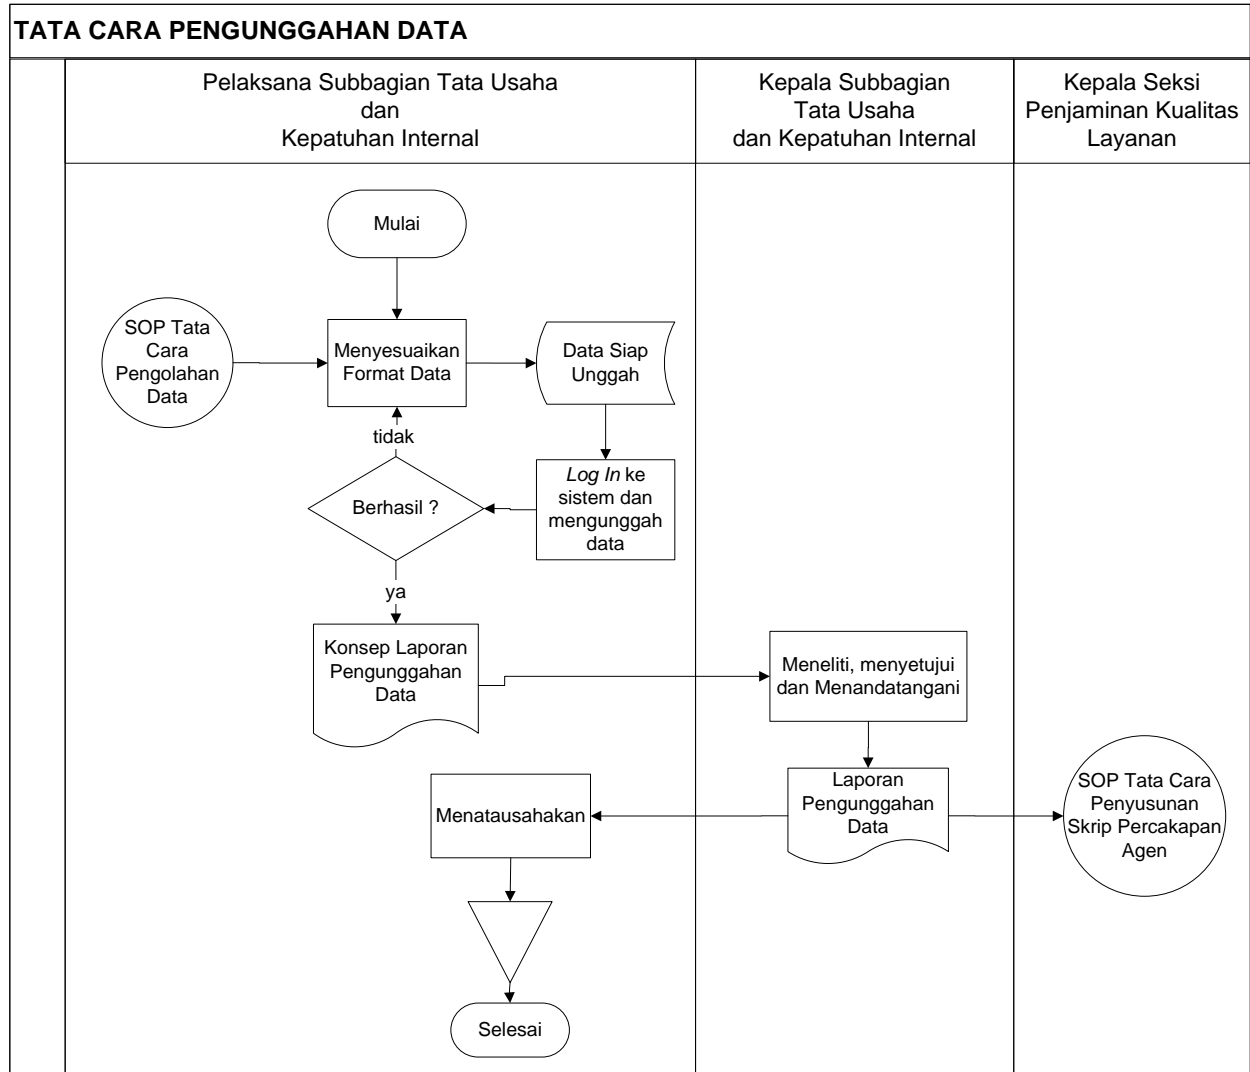 TATA CARA PENGUNGGAHAN DATA
Pelaksana Subbagian Tata Usaha
dan
Kepatuhan Internal
Kepala Subbagian
Tata Usaha
dan Kepatuhan Internal
Kepala Seksi
Penjaminan Kualitas
Layanan
Mulai
SOP Tata
Cara
Pengolahan
Data
Menyesuaikan
Format Data
Data Siap
Unggah
tidak
Log In ke
sistem dan
mengunggah
data
Berhasil ?
ya
Konsep Laporan
Pengunggahan
Data
Meneliti, menyetujui
dan Menandatangani
Laporan
Pengunggahan
Data
SOP Tata Cara
Penyusunan
Skrip Percakapan
Agen
Menatausahakan
Selesai